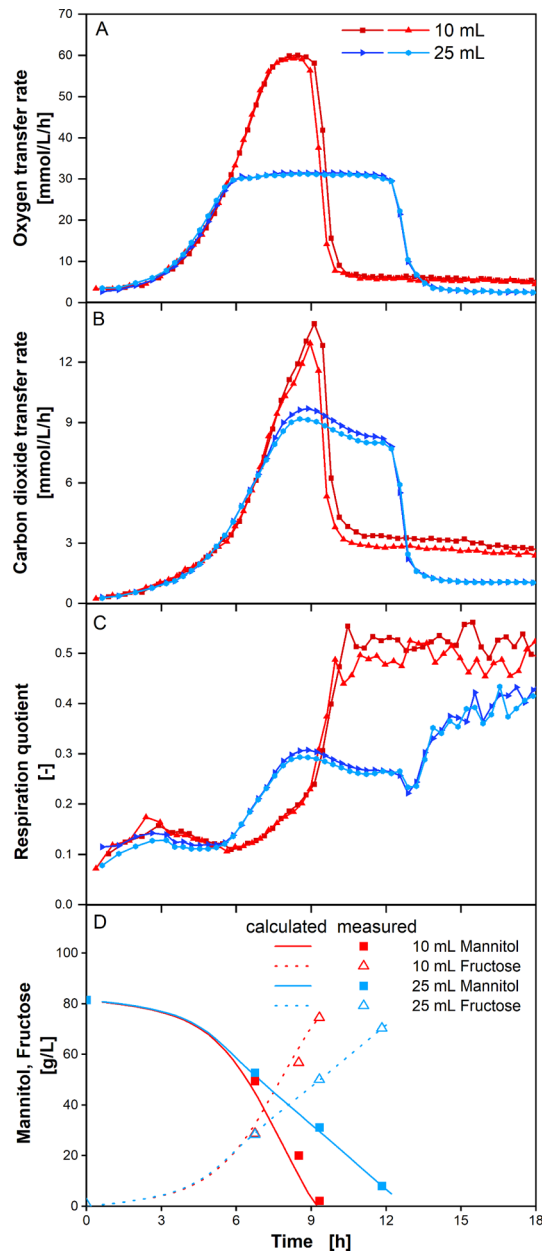 A
10 mL
25 mL
Oxygen transfer rate
[mmol/L/h]
70
60
50
40
30
20
10
0
B
Carbon dioxide transfer rate
[mmol/L/h]
12
9
6
3
0
C
Respiration quotient
[-]
0.5
0.4
0.3
0.2
0.1
0.0
D
calculated measured
10 mL Mannitol
10 mL Fructose
25 mL Mannitol
25 mL Fructose
Mannitol, Fructose
[g/L]
100
80
60
40
20
0
0 3 6 9 12 15 18
Time [h]